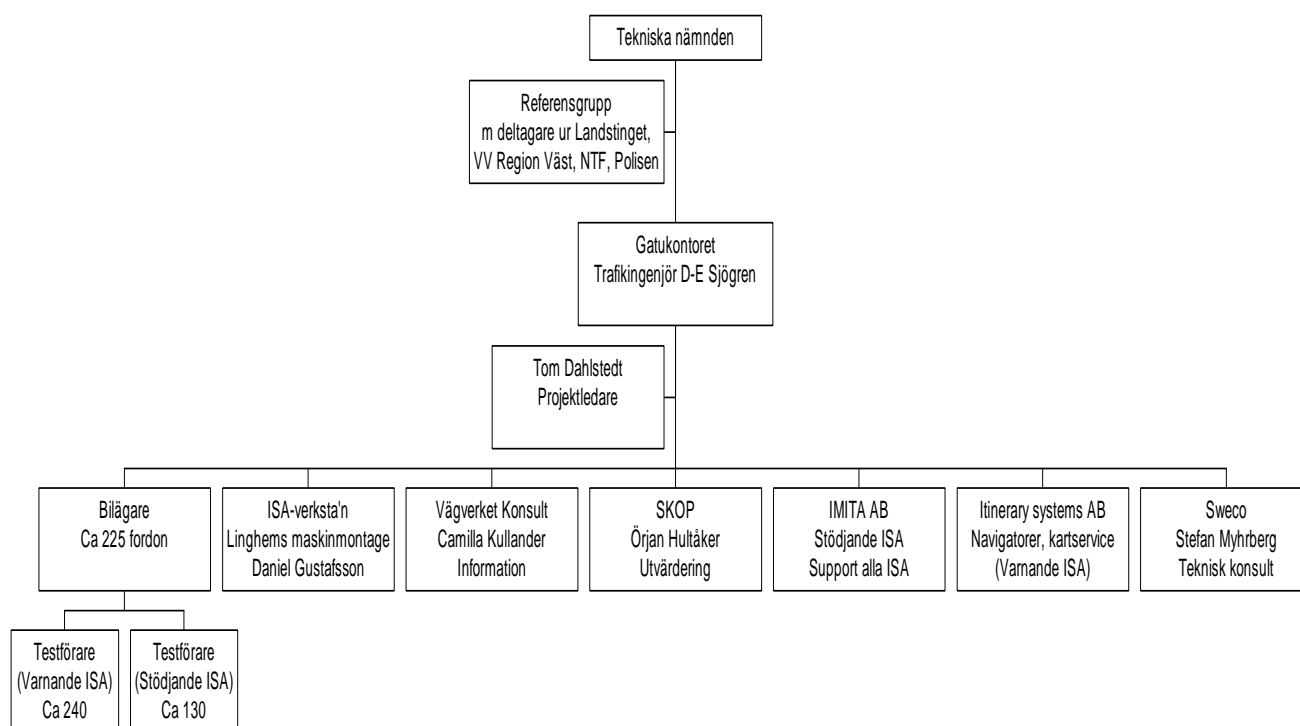 Tekniska nämnden
Referensgrupp
m deltagare ur Landstinget,
VV Region Väst, NTF, Polisen
Gatukontoret
Trafikingenjör D-E Sjögren
Tom Dahlstedt
Projektledare
Bilägare
Ca 225 fordon
ISA-verksta'n
Linghems maskinmontage
Daniel Gustafsson
Vägverket Konsult
Camilla Kullander
Information
SKOP
Örjan Hultåker
Utvärdering
IMITA AB
Stödjande ISA
Support alla ISA
Itinerary systems AB
Navigatorer, kartservice
(Varnande ISA)
Sweco
Stefan Myhrberg
Teknisk konsult
Testförare
(Varnande ISA)
Ca 240
Testförare
(Stödjande ISA)
Ca 130